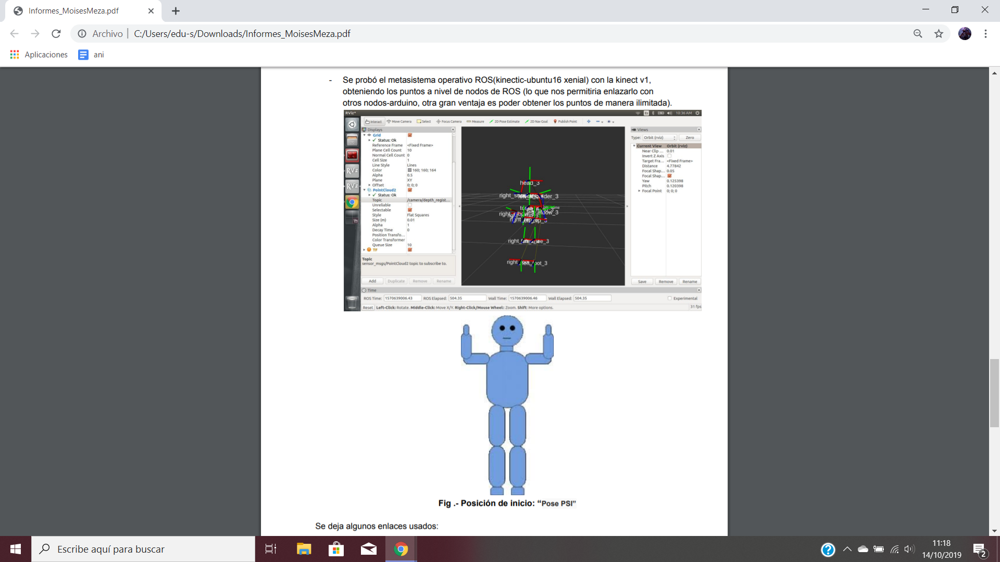 Informes_MoisesMeza.pdf
Archivo | C:/Users/edu-s/Downloads/Informes_MoisesMeza.pdf
Aplicaciones ani
- Se probó el metasistema operativo ROS(kinectic-ubuntu16 xenial) con la kinect v1,
obteniendo los puntos a nivel de nodos de ROS (lo que nos permitiria enlazarlo con
otros nodos-arduino, otra gran ventaja es poder obtener los puntos de manera ilimitada).
RViz* Es 10:36 AM
Interact Move Camera Select Focus Camera Measure 2D Pose Estimate 2D Nav Goal Publish Point
Displays
Grid
Status: Ok
Reference Frame <Fixed Frame>
Plane Cell Count 10
Normal Cell Count 0
Cell Size 1
Line Style Lines
Color 160; 160; 164
Alpha 0.5
Plane XY
Offset 0; 0; 0
PointCloud2
Status: Ok
Topic /camera/depth_regist...
Unreliable
Selectable
Style Flat Squares
Size (m) 0.01
Alpha 1
Decay Time 0
Position Transfo...
Color Transformer
Queue Size 10
TF
Topic
sensor_msgs/PointCloud2 topic to subscribe to.
Add Duplicate Remove Rename
RViz
RViz
head_3
Views
Type: Orbit (rviz) Zero
Current View Orbit (rviz)
Near Clip ... 0.01
Invert Z Axis
Target Fra... <Fixed Frame>
Distance 4.77842
Focal Shap... 0.05
Focal Shap...
Yaw 0.125398
Pitch 0.120398
Focal Point 0; 0; 0
Save Remove Rename
Time
ROS Time: 1570639006.43 ROS Elapsed: 504.35 Wall Time: 1570639006.46 Wall Elapsed: 504.35 Experimental
Reset Left-Click: Rotate. Middle-Click: Move X/Y. Right-Click/Mouse Wheel: Zoom. Shift: More options. 31 fps
Fig .- Posición de inicio: “Pose PSI”
Se deja algunos enlaces usados:
Escribe aquí para buscar
11:18
14/10/2019
2